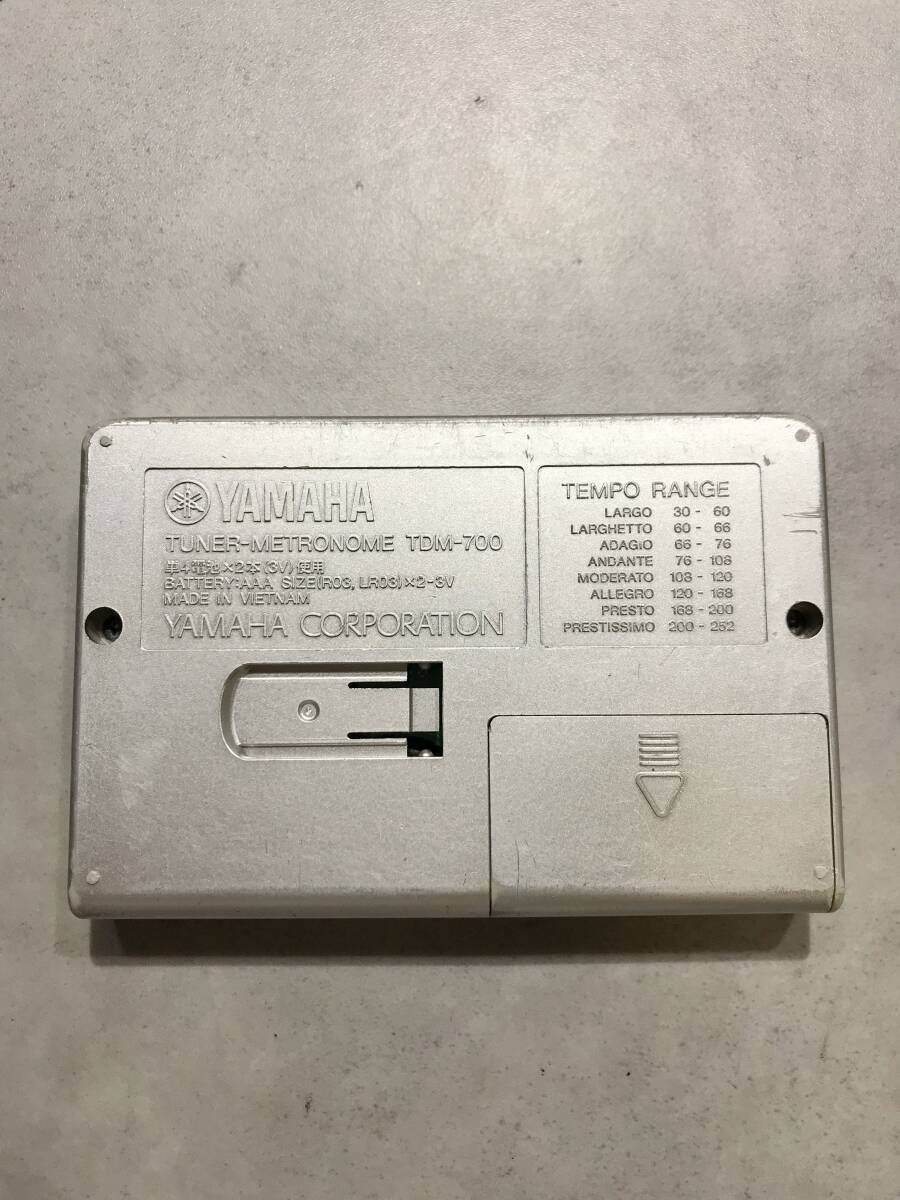 YAMAHA
TUNER-METRONOME TDM-700
単4電池×2本(3V)使用
BATTERY:AAA SIZE(R03, LR03)×2-3V
MADE IN VIETNAM
YAMAHA CORPORATION
TEMPO RANGE
LARGO 30 - 60
LARGHETTO 60 - 66
ADAGIO 66 - 76
ANDANTE 76 - 108
MODERATO 108 - 120
ALLEGRO 120 - 168
PRESTO 168 - 200
PRESTISSIMO 200 - 252